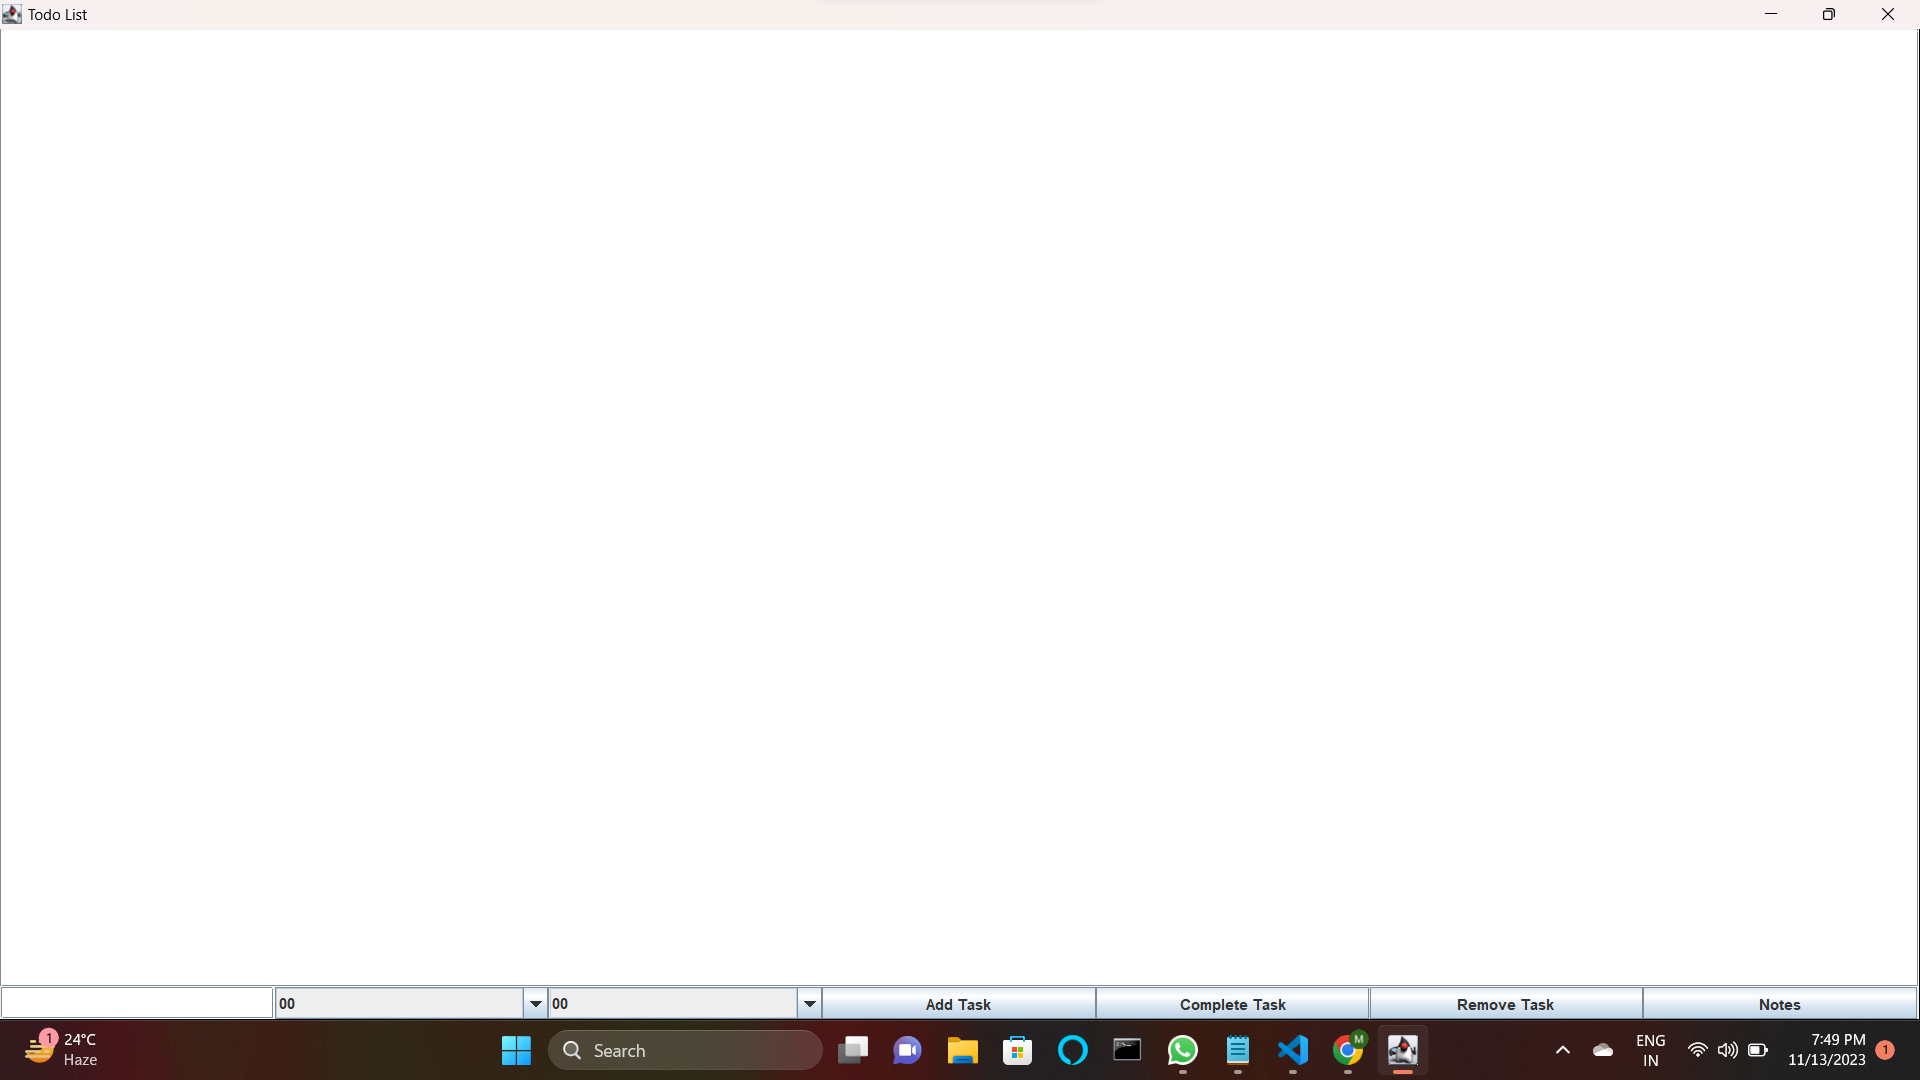 Todo List
00
00
Add Task
Complete Task
Remove Task
Notes
1
24°C
Haze
Search
M
ENG
IN
7:49 PM
11/13/2023
1